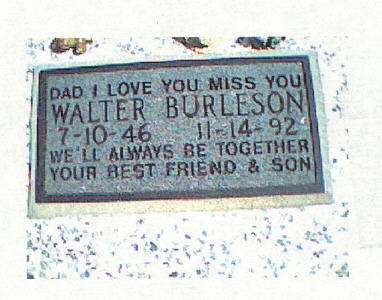 DAD I LOVE YOU MISS YOU
WALTER BURLESON
7-10-46 11-14-92
WE'LL ALWAYS BE TOGETHER
YOUR BEST FRIEND & SON